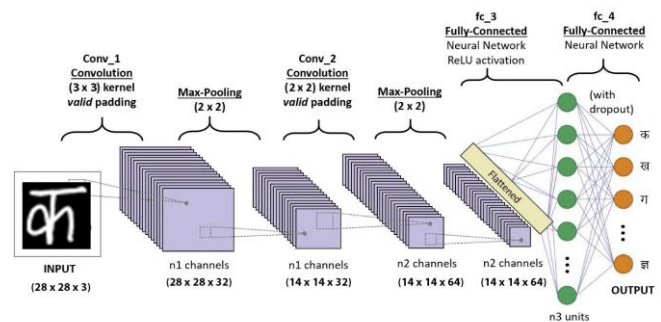 Conv_1
Convolution
(3 x 3) kernel
valid padding
Max-Pooling
(2 x 2)
Conv_2
Convolution
(2 x 2) kernel
valid padding
Max-Pooling
(2 x 2)
fc_3
Fully-Connected
Neural Network
ReLU activation
fc_4
Fully-Connected
Neural Network
(with
dropout)
Flattened
क
क
ख
ग
ज्ञ
OUTPUT
INPUT
(28 x 28 x 3)
n1 channels
(28 x 28 x 32)
n1 channels
(14 x 14 x 32)
n2 channels
(14 x 14 x 64)
n2 channels
(14 x 14 x 64)
n3 units